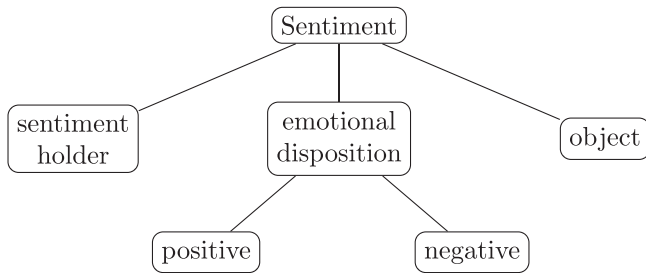 Sentiment
sentiment
holder
emotional
disposition
object
positive
negative